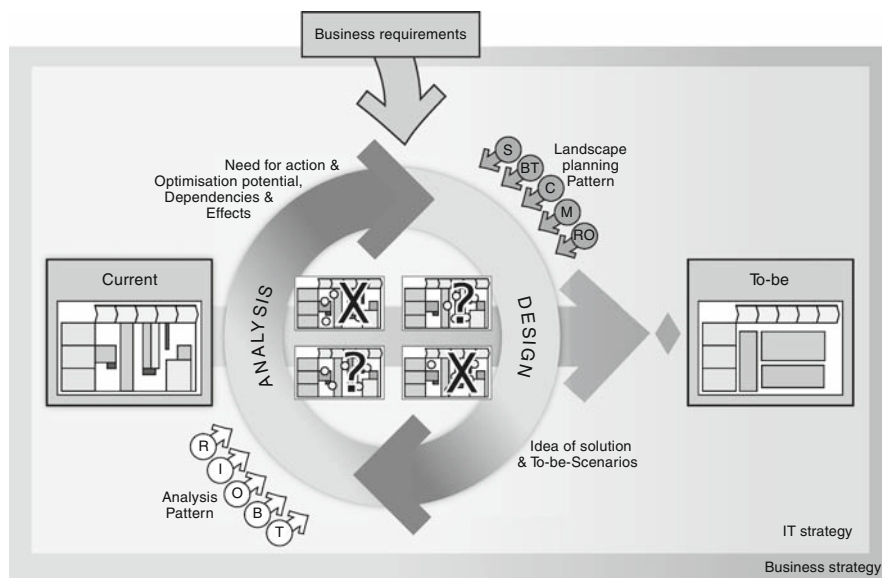 Business requirements
Need for action &
Optimisation potential,
Dependencies &
Effects
S
BT
C
M
RO
Landscape
planning
Pattern
Current
To-be
ANALYSIS
DESIGN
X
?
?
X
R
I
O
B
T
Analysis
Pattern
Idea of solution
& To-be-Scenarios
IT strategy
Business strategy